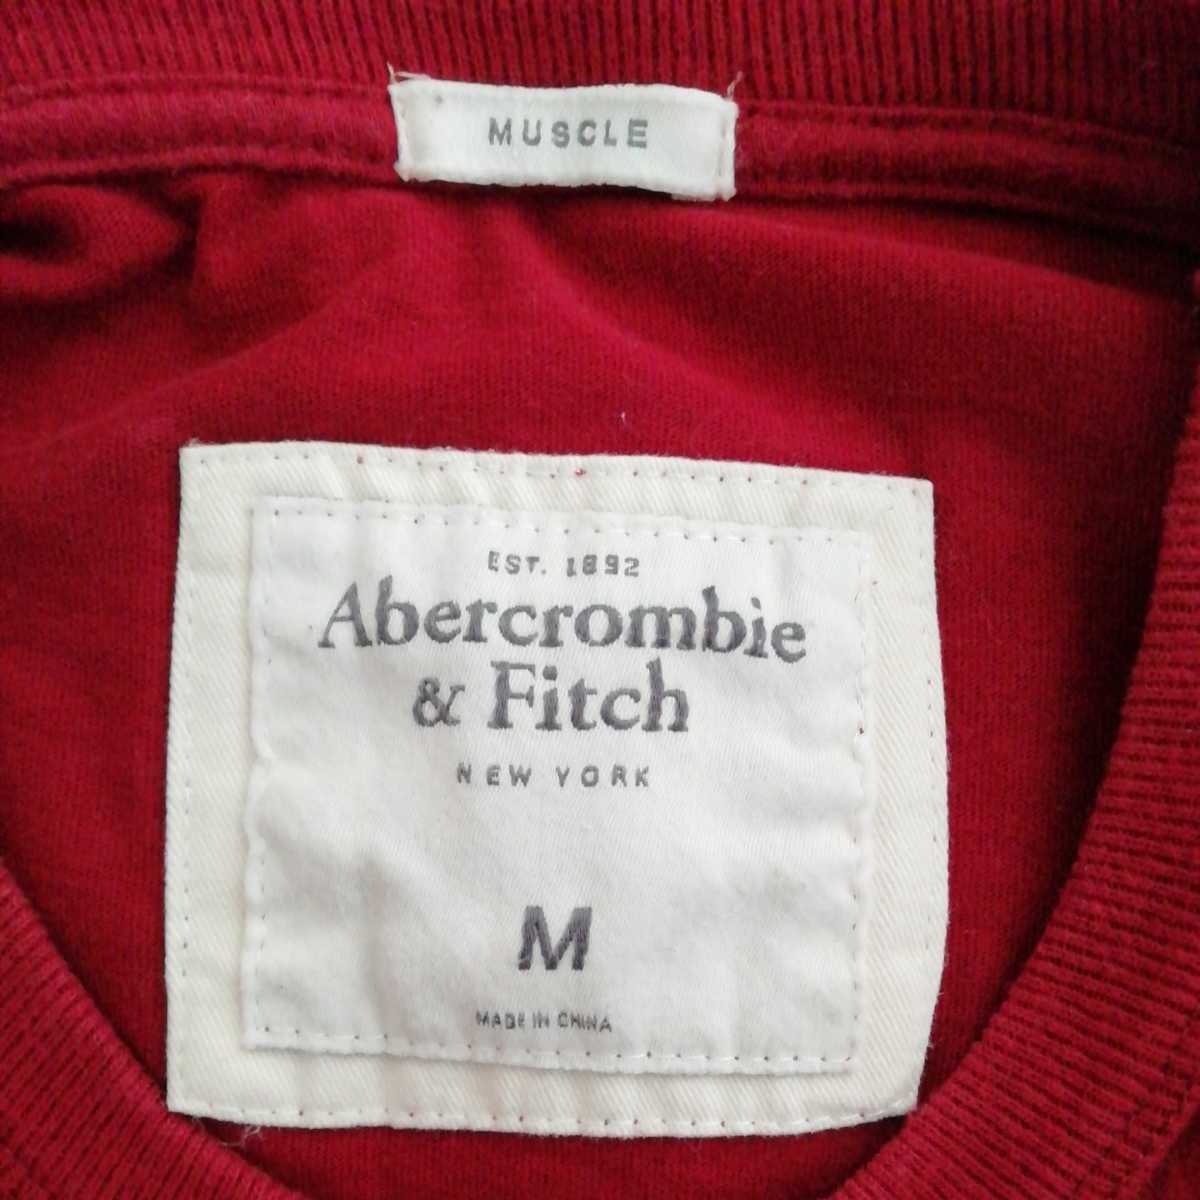 MUSCLE
EST. 1892
Abercrombie
& Fitch
NEW YORK
M
MADE IN CHINA